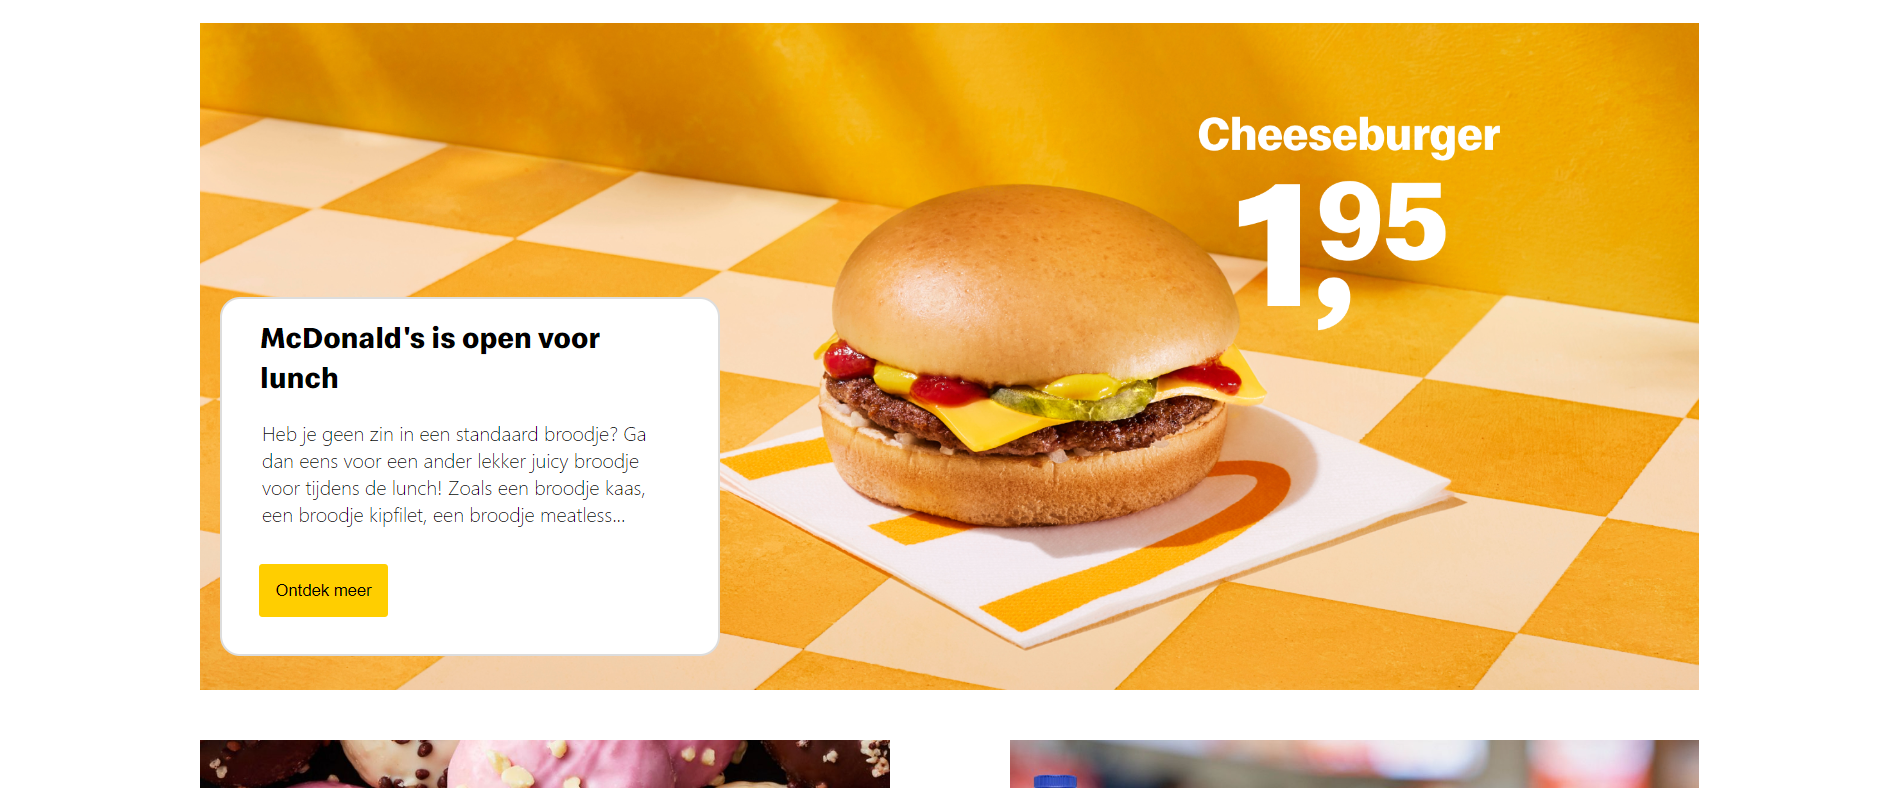 Cheeseburger
1,95
McDonald's is open voor
lunch
Heb je geen zin in een standaard broodje? Ga
dan eens voor een ander lekker juicy broodje
voor tijdens de lunch! Zoals een broodje kaas,
een broodje kipfilet, een broodje meatless...
Ontdek meer